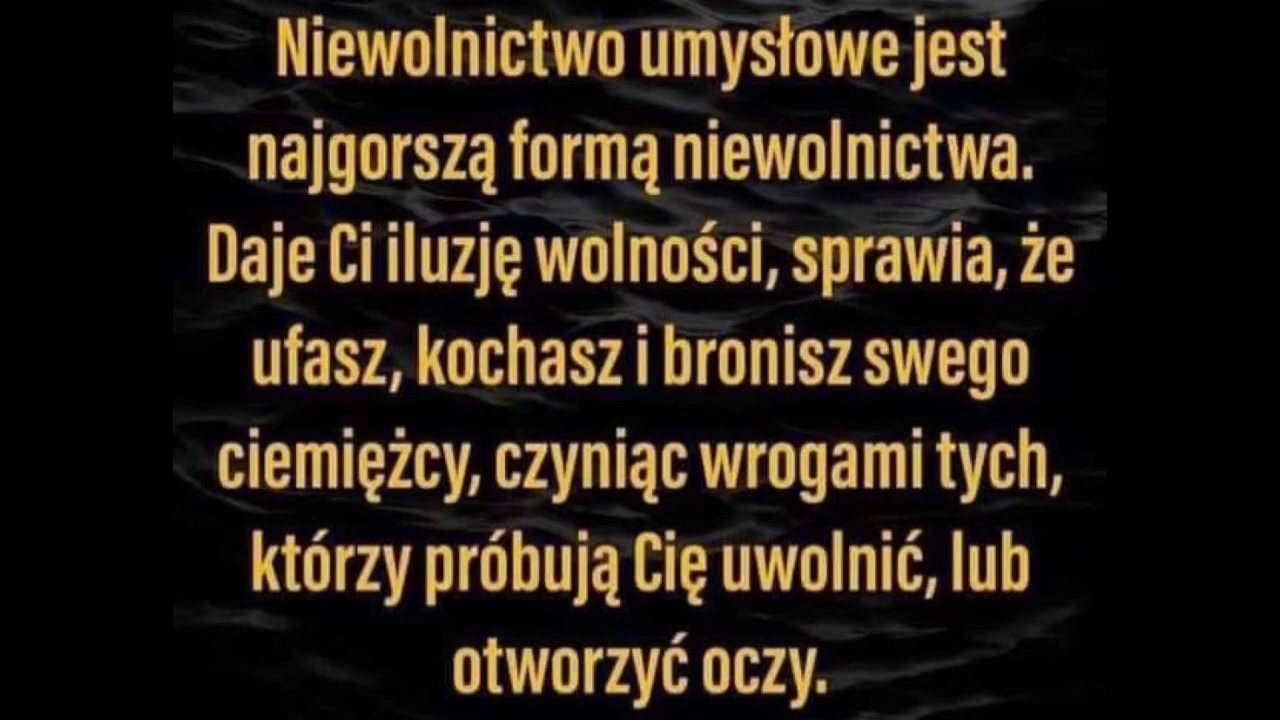 Niewolnictwo umysłowe jest
najgorszą formą niewolnictwa.
Daje Ci iluzję wolności, sprawia, że
ufasz, kochasz i bronisz swego
ciemiężcy, czyniąc wrogami tych,
którzy próbują Cię uwolnić, lub
otworzyć oczy.